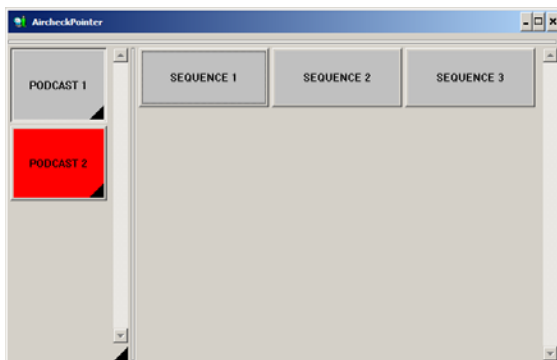 AircheckPointer
PODCAST 1
SEQUENCE 1
SEQUENCE 2
SEQUENCE 3
PODCAST 2